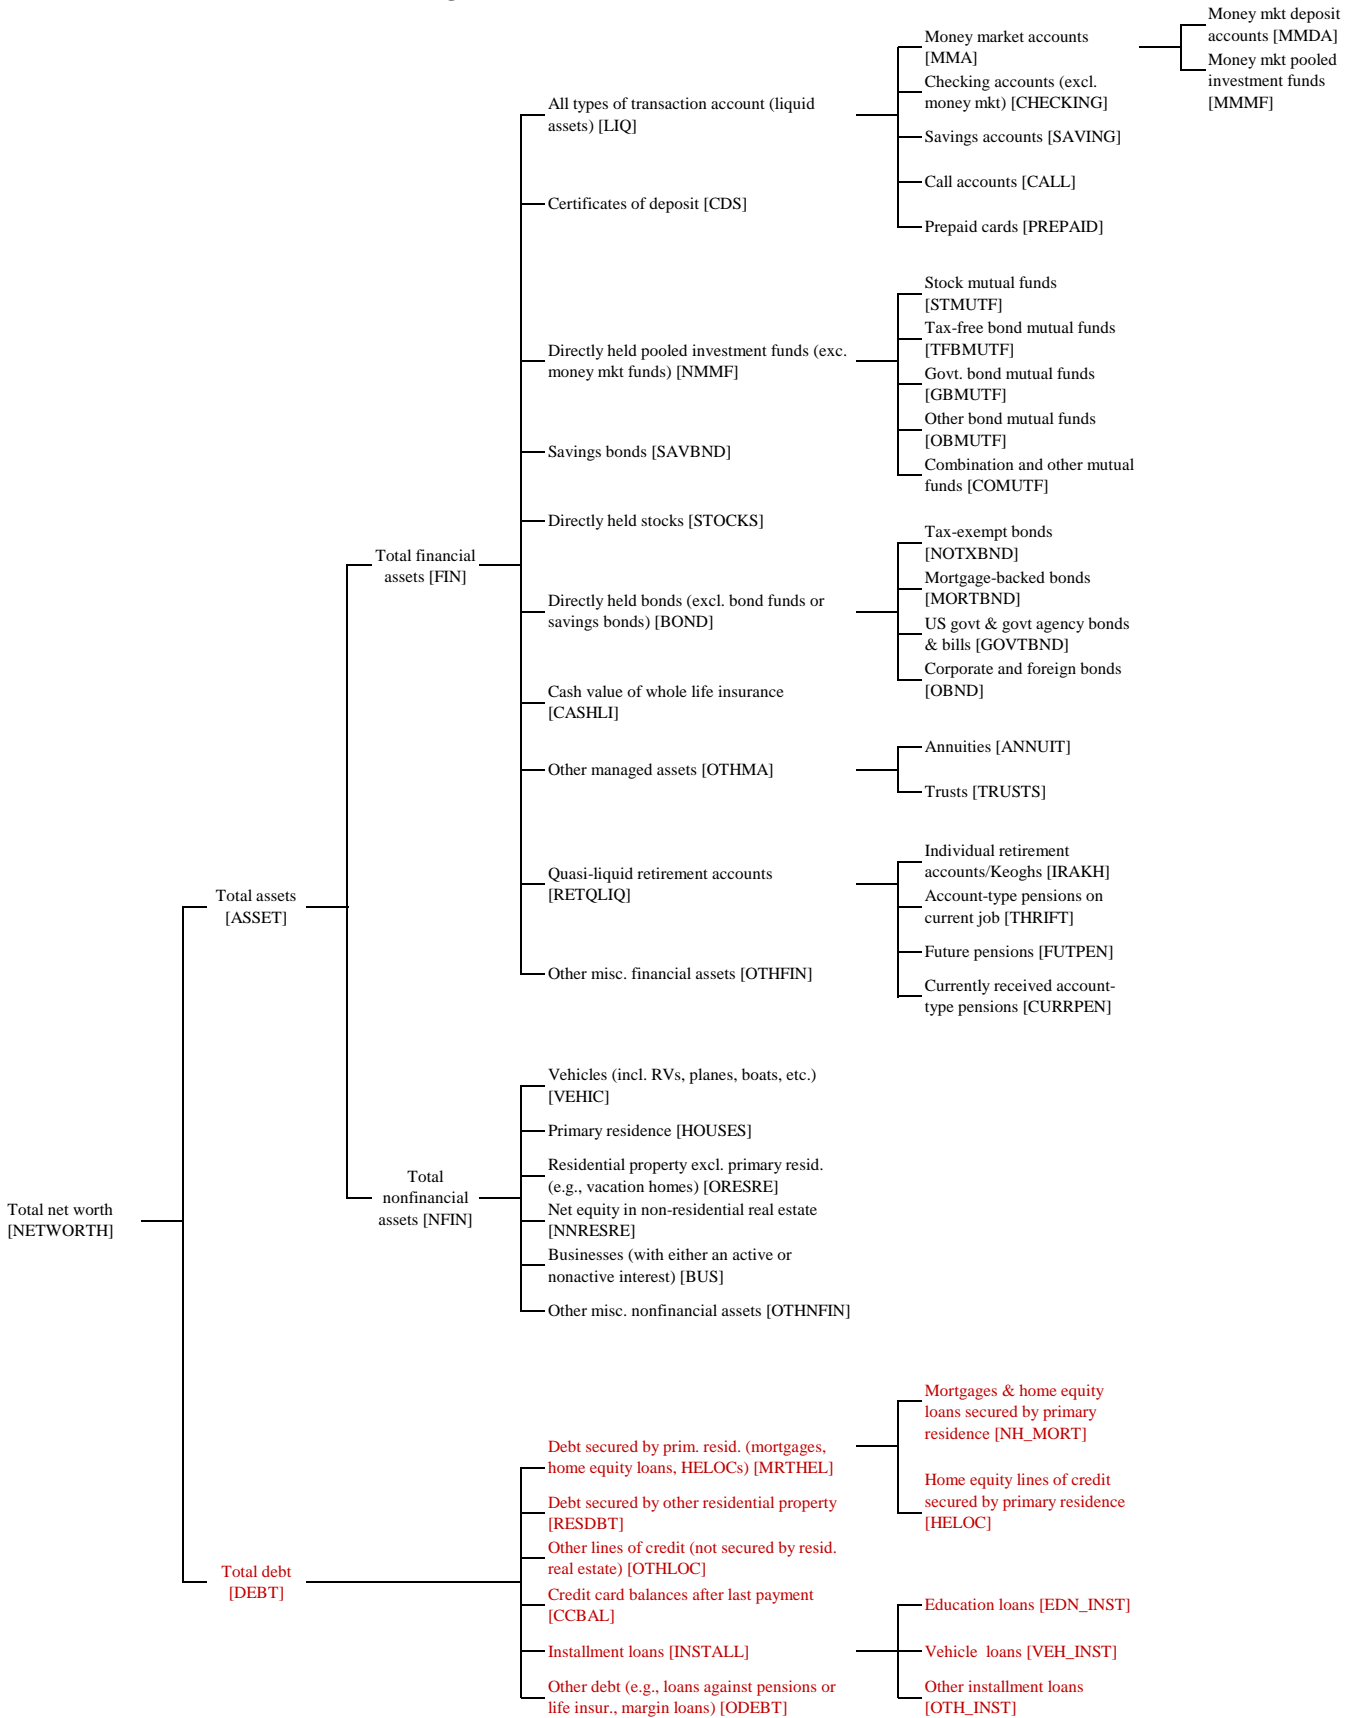 Money mkt deposit
accounts [MMDA]
Money mkt pooled
investment funds
[MMMF]
Money market accounts
[MMA]
Checking accounts (excl.
money mkt) [CHECKING]
Savings accounts [SAVING]
Call accounts [CALL]
Prepaid cards [PREPAID]
All types of transaction account (liquid
assets) [LIQ]
Certificates of deposit [CDS]
Stock mutual funds
[STMUTF]
Tax-free bond mutual funds
[TFBMUTF]
Govt. bond mutual funds
[GBMUTF]
Other bond mutual funds
[OBMUTF]
Combination and other mutual
funds [COMUTF]
Directly held pooled investment funds (exc.
money mkt funds) [NMMF]
Savings bonds [SAVBND]
Directly held stocks [STOCKS]
Tax-exempt bonds
[NOTXBND]
Mortgage-backed bonds
[MORTBND]
US govt & govt agency bonds
& bills [GOVTBND]
Corporate and foreign bonds
[OBND]
Total financial
assets [FIN]
Directly held bonds (excl. bond funds or
savings bonds) [BOND]
Cash value of whole life insurance
[CASHLI]
Other managed assets [OTHMA]
Annuities [ANNUIT]
Trusts [TRUSTS]
Quasi-liquid retirement accounts
[RETQLIQ]
Individual retirement
accounts/Keoghs [IRAKH]
Account-type pensions on
current job [THRIFT]
Future pensions [FUTPEN]
Currently received account-
type pensions [CURRPEN]
Other misc. financial assets [OTHFIN]
Total assets
[ASSET]
Vehicles (incl. RVs, planes, boats, etc.)
[VEHIC]
Primary residence [HOUSES]
Residential property excl. primary resid.
(e.g., vacation homes) [ORESRE]
Net equity in non-residential real estate
[NNRESRE]
Businesses (with either an active or
nonactive interest) [BUS]
Other misc. nonfinancial assets [OTHNFIN]
Total
nonfinancial
assets [NFIN]
Total net worth
[NETWORTH]
Mortgages & home equity
loans secured by primary
residence [NH_MORT]
Home equity lines of credit
secured by primary residence
[HELOC]
Debt secured by prim. resid. (mortgages,
home equity loans, HELOCs) [MRTHEL]
Debt secured by other residential property
[RESDBT]
Other lines of credit (not secured by resid.
real estate) [OTHLOC]
Credit card balances after last payment
[CCBAL]
Installment loans [INSTALL]
Other debt (e.g., loans against pensions or
life insur., margin loans) [ODEBT]
Total debt
[DEBT]
Education loans [EDN_INST]
Vehicle  loans [VEH_INST]
Other installment loans
[OTH_INST]